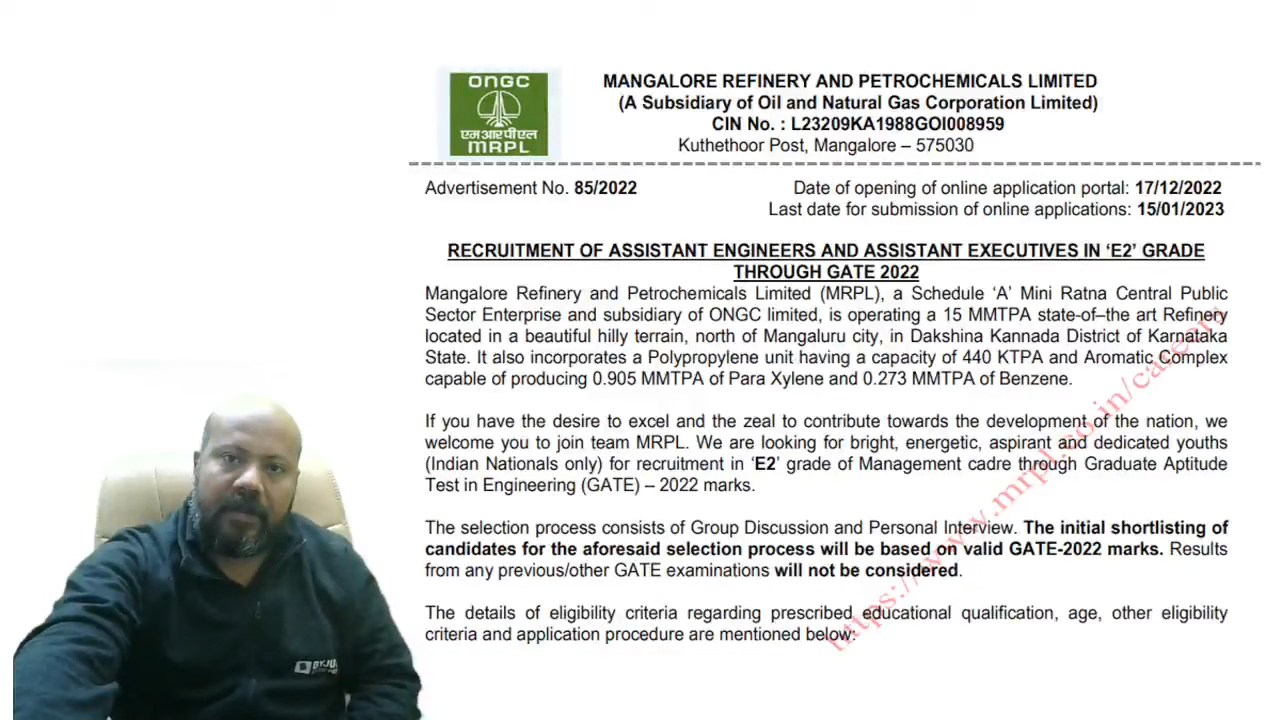 ONGC
एमआरपीएल
MRPL
MANGALORE REFINERY AND PETROCHEMICALS LIMITED
(A Subsidiary of Oil and Natural Gas Corporation Limited)
CIN No. : L23209KA1988GOI008959
Kuthethoor Post, Mangalore – 575030
Advertisement No. 85/2022
Date of opening of online application portal: 17/12/2022
Last date for submission of online applications: 15/01/2023
RECRUITMENT OF ASSISTANT ENGINEERS AND ASSISTANT EXECUTIVES IN ‘E2’ GRADE
THROUGH GATE 2022
Mangalore Refinery and Petrochemicals Limited (MRPL), a Schedule ‘A’ Mini Ratna Central Public
Sector Enterprise and subsidiary of ONGC limited, is operating a 15 MMTPA state-of–the art Refinery
located in a beautiful hilly terrain, north of Mangaluru city, in Dakshina Kannada District of Karnataka
State. It also incorporates a Polypropylene unit having a capacity of 440 KTPA and Aromatic Complex
capable of producing 0.905 MMTPA of Para Xylene and 0.273 MMTPA of Benzene.
If you have the desire to excel and the zeal to contribute towards the development of the nation, we
welcome you to join team MRPL. We are looking for bright, energetic, aspirant and dedicated youths
(Indian Nationals only) for recruitment in ‘E2’ grade of Management cadre through Graduate Aptitude
Test in Engineering (GATE) – 2022 marks.
The selection process consists of Group Discussion and Personal Interview. The initial shortlisting of
candidates for the aforesaid selection process will be based on valid GATE-2022 marks. Results
from any previous/other GATE examinations will not be considered.
The details of eligibility criteria regarding prescribed educational qualification, age, other eligibility
criteria and application procedure are mentioned below:
https://www.mrpl.co.in/careers